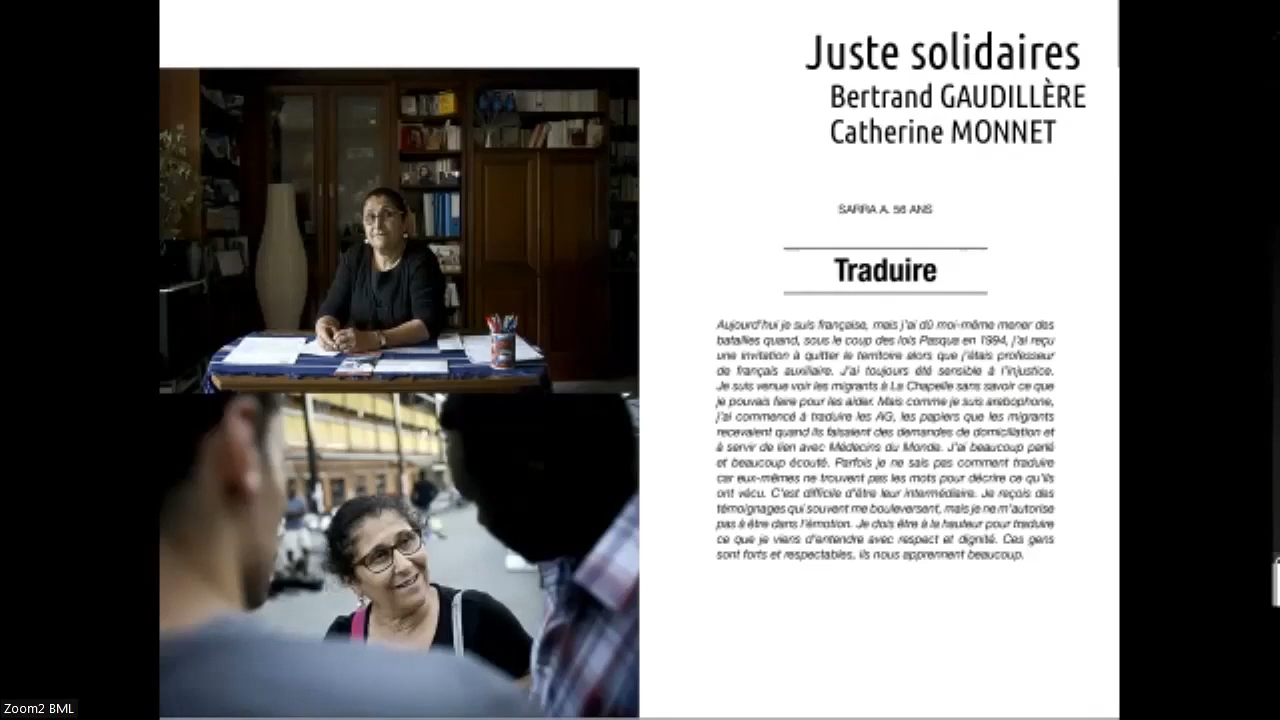 Juste solidaires
Bertrand GAUDILLÈRE
Catherine MONNET
SARRA A. 56 ANS
Traduire
Aujourd'hui je suis française, mais j'ai dû moi-même mener des
batailles quand, sous le coup des lois Pasqua en 1994, j'ai reçu
une invitation à quitter le territoire alors que j'étais professeur
de français auxiliaire. J'ai toujours été sensible à l'injustice.
Je suis venue voir les migrants à La Chapelle sans savoir ce que
je pouvais faire pour les aider. Mais comme je suis arabophone,
j'ai commencé à traduire les AG, les papiers que les migrants
recevaient quand ils faisaient des demandes de domiciliation et
à servir de lien avec Médecins du Monde. J'ai beaucoup parlé
et beaucoup écouté. Parfois je ne sais pas comment traduire
car eux-mêmes ne trouvent pas les mots pour décrire ce qu'ils
ont vécu. C'est difficile d'être leur intermédiaire. Je reçois des
témoignages qui souvent me bouleversent, mais je ne m'autorise
pas à être dans l'émotion. Je dois être à la hauteur pour traduire
ce que je viens d'entendre avec respect et dignité. Ces gens
sont forts et respectables, ils nous apprennent beaucoup.
Zoom2 BML